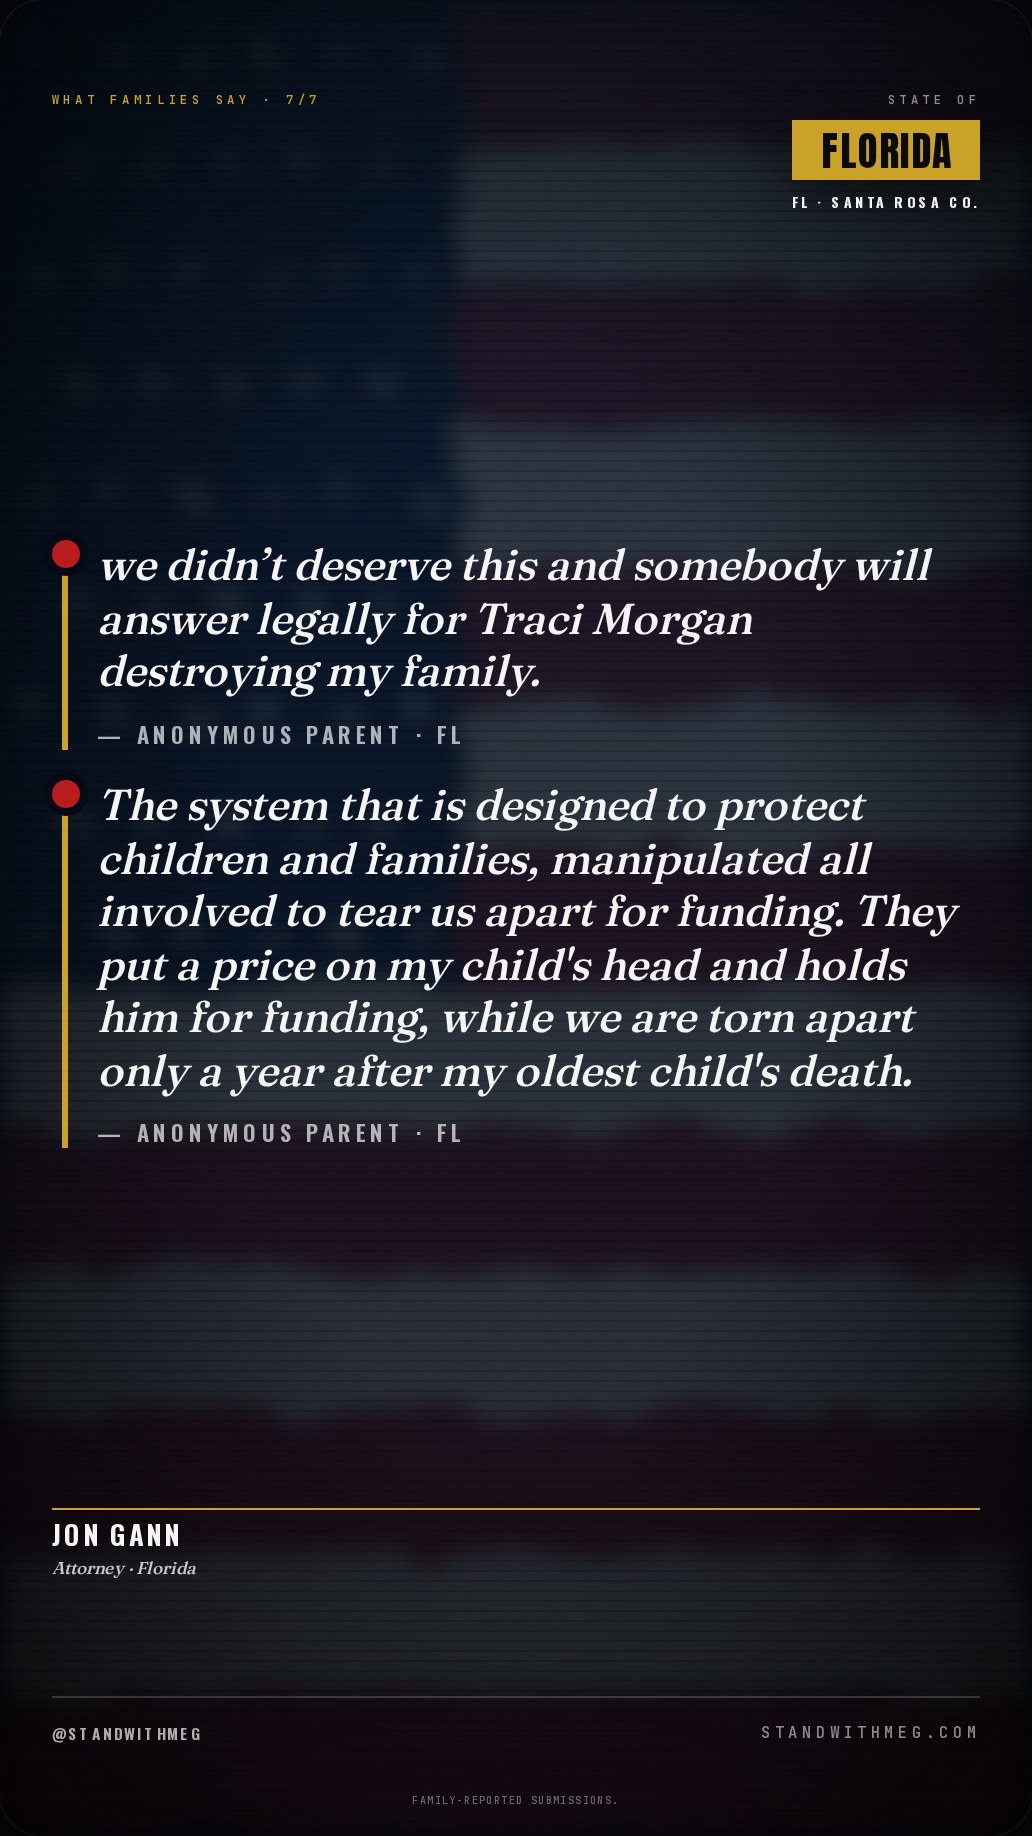 WHAT FAMILIES SAY · 7/7
STATE OF
FLORIDA
FL · SANTA ROSA CO.
we didn’t deserve this and somebody will
answer legally for Traci Morgan
destroying my family.
— ANONYMOUS PARENT · FL
The system that is designed to protect
children and families, manipulated all
involved to tear us apart for funding. They
put a price on my child's head and holds
him for funding, while we are torn apart
only a year after my oldest child's death.
— ANONYMOUS PARENT · FL
JON GANN
Attorney · Florida
@STANDWITHMEG
STANDWITHMEG.COM
FAMILY-REPORTED SUBMISSIONS.